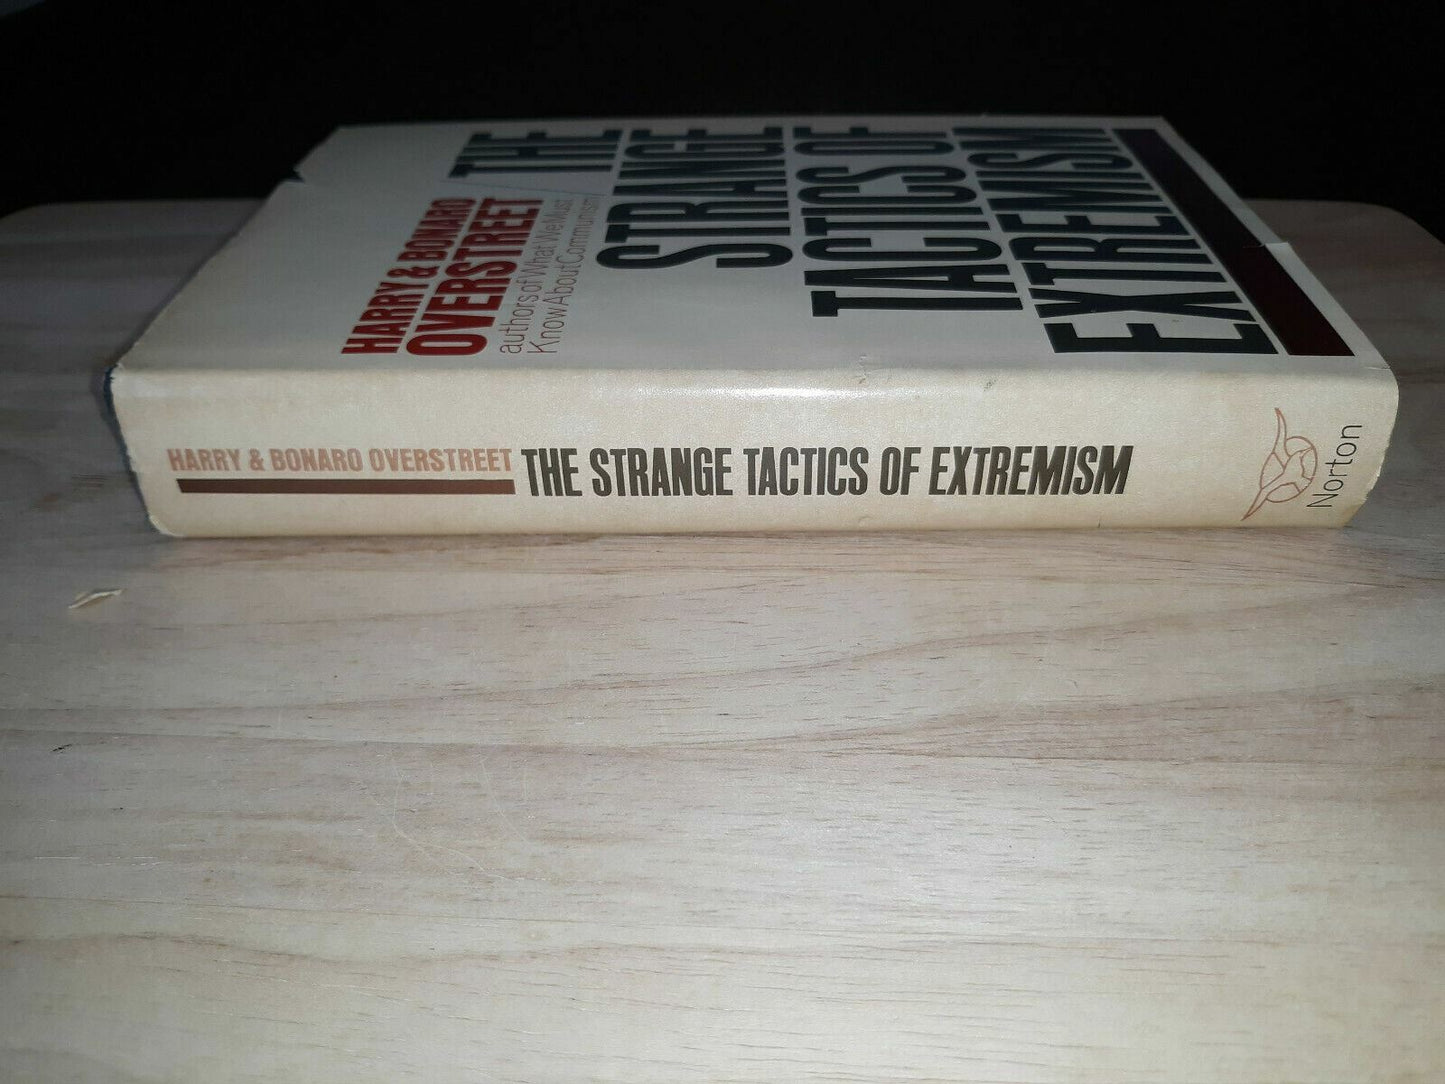 THE
STRANGE
TACTICS OF
EXTREMISM
HARRY & BONARO
OVERSTREET
authors of What We Must
Know About Communism
HARRY & BONARO OVERSTREET THE STRANGE TACTICS OF EXTREMISM
Norton